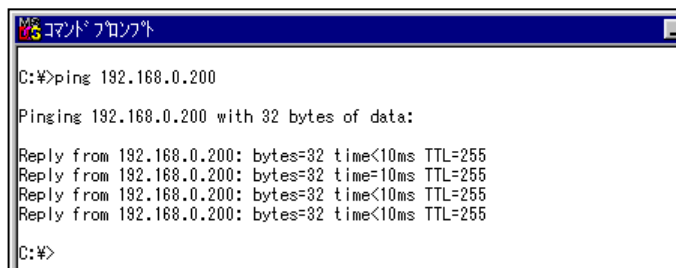 MS コマンド プロンプト
C:¥>ping 192.168.0.200
Pinging 192.168.0.200 with 32 bytes of data:
Reply from 192.168.0.200: bytes=32 time<10ms TTL=255
Reply from 192.168.0.200: bytes=32 time=10ms TTL=255
Reply from 192.168.0.200: bytes=32 time<10ms TTL=255
Reply from 192.168.0.200: bytes=32 time<10ms TTL=255
C:¥>